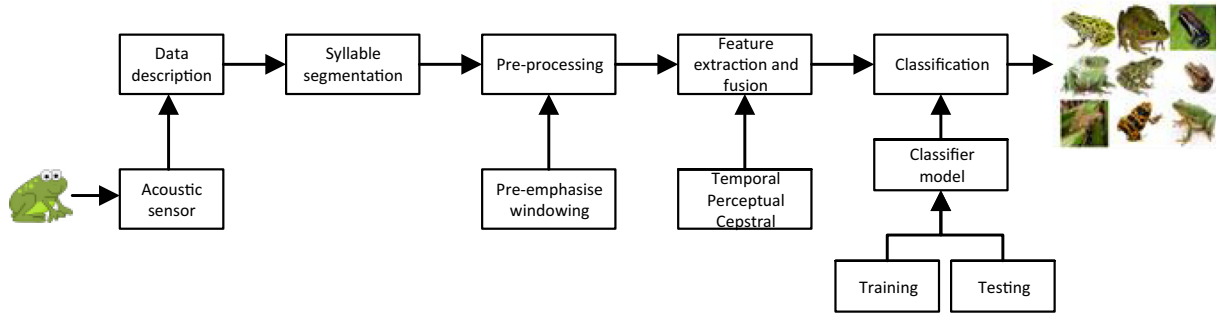 Data
description
Syllable
segmentation
Pre-processing
Feature
extraction and
fusion
Classification
Acoustic
sensor
Pre-emphasise
windowing
Temporal
Perceptual
Cepstral
Classifier
model
Training
Testing